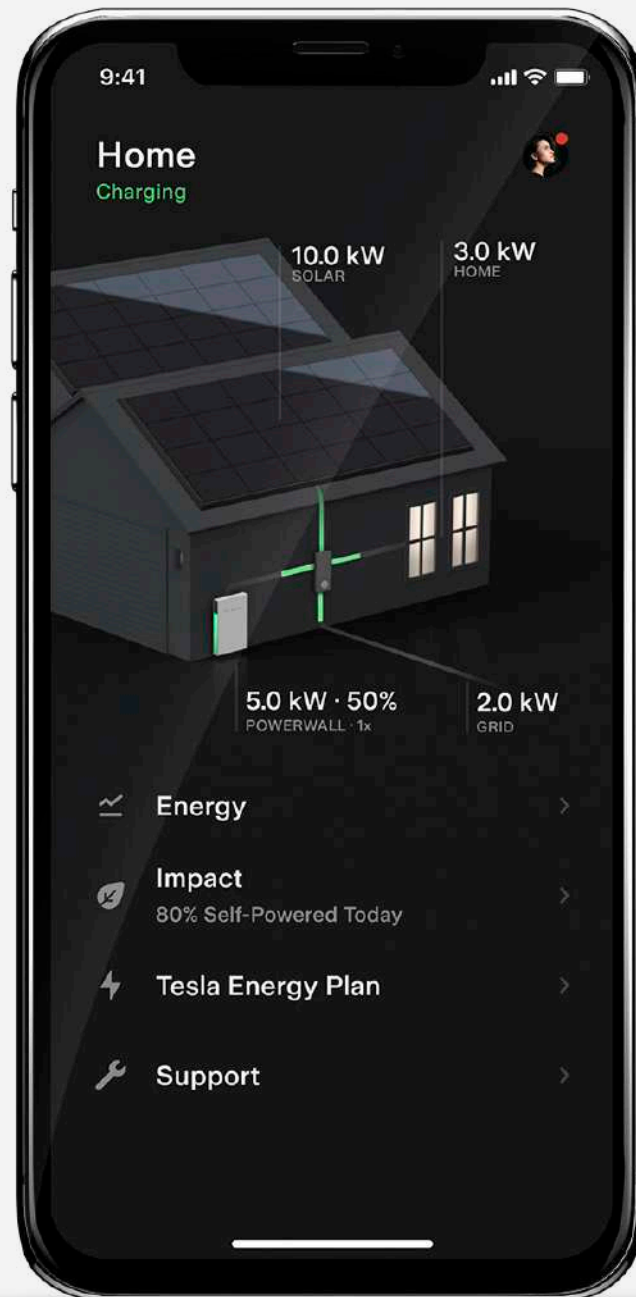 9:41
Home
Charging
10.0 kW
SOLAR
3.0 kW
HOME
5.0 kW · 50%
POWERWALL · 1x
2.0 kW
GRID
Energy
Impact
80% Self-Powered Today
Tesla Energy Plan
Support